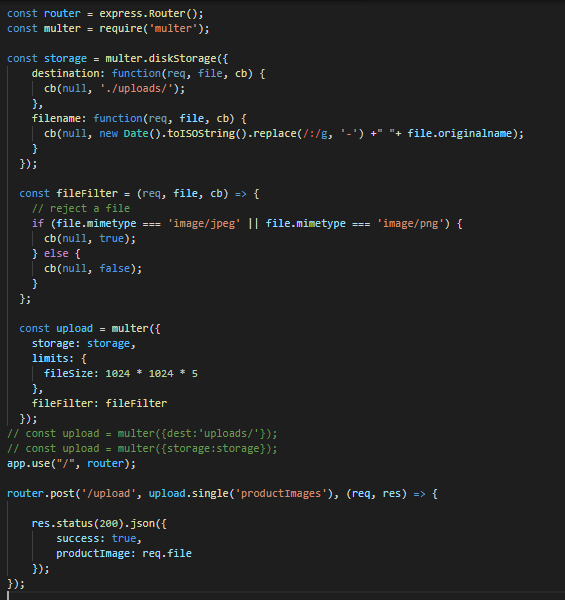 const router = express.Router();
const multer = require('multer');
const storage = multer.diskStorage({
destination: function(req, file, cb) {
cb(null, './uploads/');
},
filename: function(req, file, cb) {
cb(null, new Date().toISOString().replace(/:/g, '-') +" "+ file.originalname);
}
});
const fileFilter = (req, file, cb) => {
// reject a file
if (file.mimetype === 'image/jpeg' || file.mimetype === 'image/png') {
cb(null, true);
} else {
cb(null, false);
}
};
const upload = multer({
storage: storage,
limits: {
fileSize: 1024 * 1024 * 5
},
fileFilter: fileFilter
});
// const upload = multer({dest:'uploads/'});
// const upload = multer({storage:storage});
app.use("/", router);
router.post('/upload', upload.single('productImages'), (req, res) => {
res.status(200).json({
success: true,
productImage: req.file
});
});